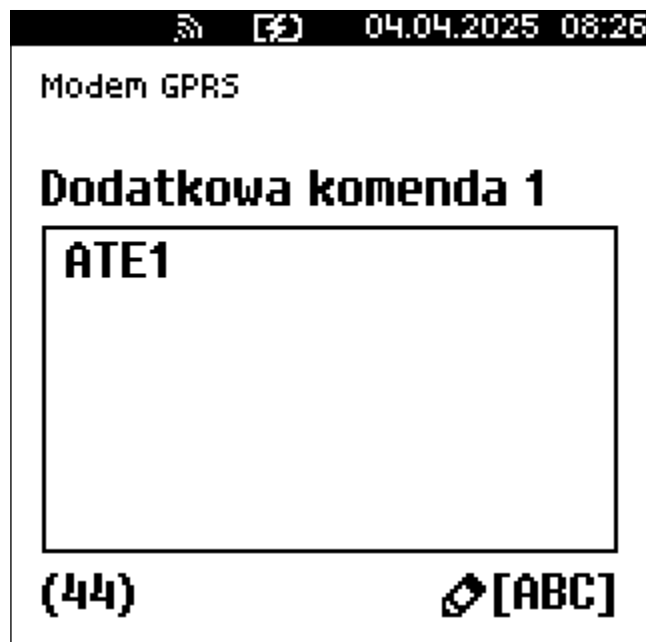 04.04.2025 08:26
Modem GPRS
Dodatkowa komenda 1
ATE1
(44) [ABC]